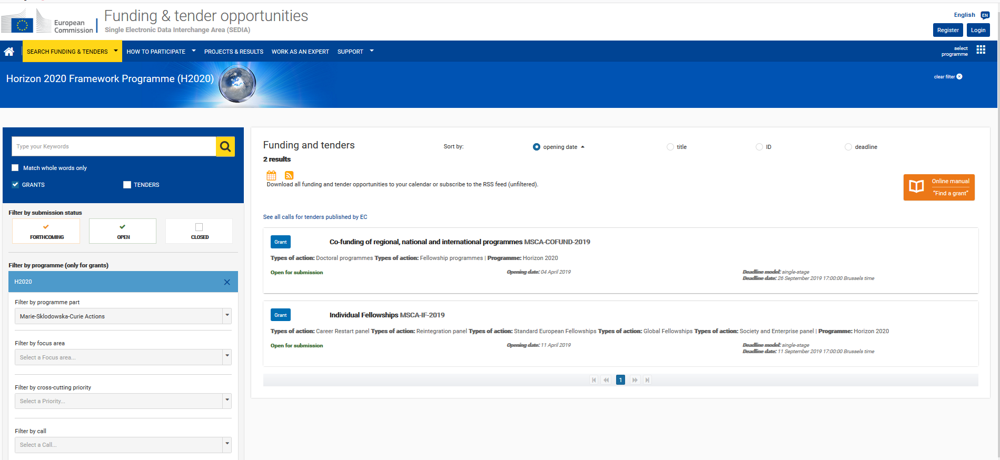 European
Commission
Funding & tender opportunities
Single Electronic Data Interchange Area (SEDIA)
English EN
Register Login
SEARCH FUNDING & TENDERS HOW TO PARTICIPATE PROJECTS & RESULTS WORK AS AN EXPERT SUPPORT
select
programme
Horizon 2020 Framework Programme (H2020)
clear filter
Type your Keywords
Match whole words only
GRANTS TENDERS
Filter by submission status
FORTHCOMING OPEN CLOSED
Filter by programme (only for grants)
H2020
Filter by programme part
Marie-Sklodowska-Curie Actions
Filter by focus area
Select a Focus area...
Filter by cross-cutting priority
Select a Priority...
Filter by call
Select a Call...
Funding and tenders
Sort by: opening date title ID deadline
2 results
Download all funding and tender opportunities to your calendar or subscribe to the RSS feed (unfiltered).
Online manual
"Find a grant"
See all calls for tenders published by EC
Grant Co-funding of regional, national and international programmes MSCA-COFUND-2019
Types of action: Doctoral programmes Types of action: Fellowship programmes | Programme: Horizon 2020
Open for submission Opening date: 04 April 2019 Deadline model: single-stage
Deadline date: 26 September 2019 17:00:00 Brussels time
Grant Individual Fellowships MSCA-IF-2019
Types of action: Career Restart panel Types of action: Reintegration panel Types of action: Standard European Fellowships Types of action: Global Fellowships Types of action: Society and Enterprise panel | Programme: Horizon 2020
Open for submission Opening date: 11 April 2019 Deadline model: single-stage
Deadline date: 11 September 2019 17:00:00 Brussels time
1